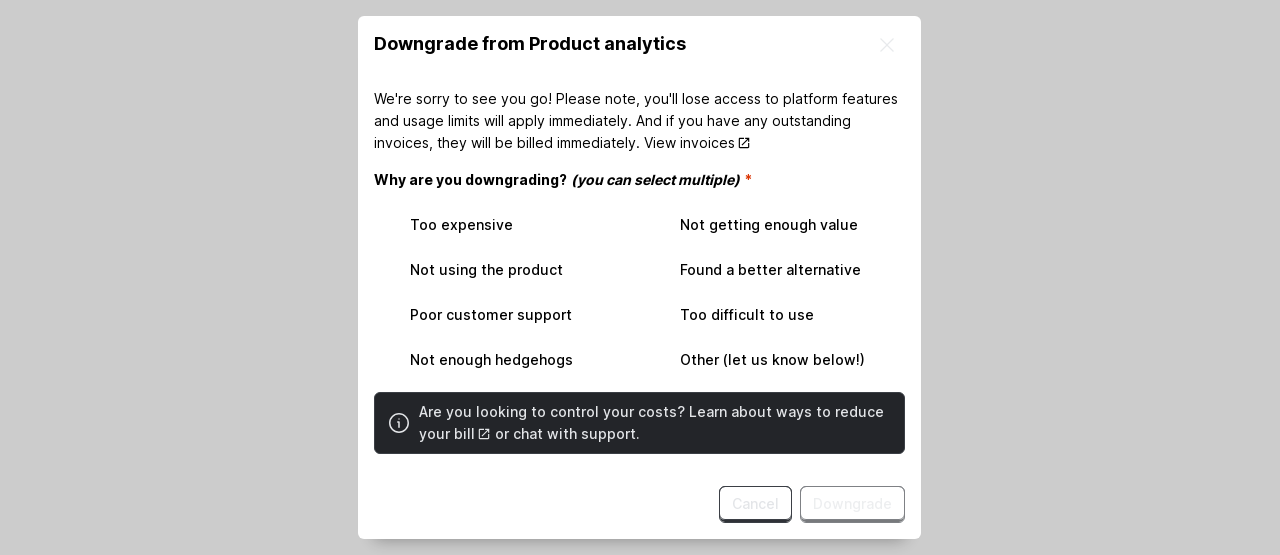 Downgrade from Product analytics
We're sorry to see you go! Please note, you'll lose access to platform features
and usage limits will apply immediately. And if you have any outstanding
invoices, they will be billed immediately. View invoices
Why are you downgrading? (you can select multiple) *
Too expensive
Not getting enough value
Not using the product
Found a better alternative
Poor customer support
Too difficult to use
Not enough hedgehogs
Other (let us know below!)
Are you looking to control your costs? Learn about ways to reduce
your bill or chat with support.
Cancel
Downgrade